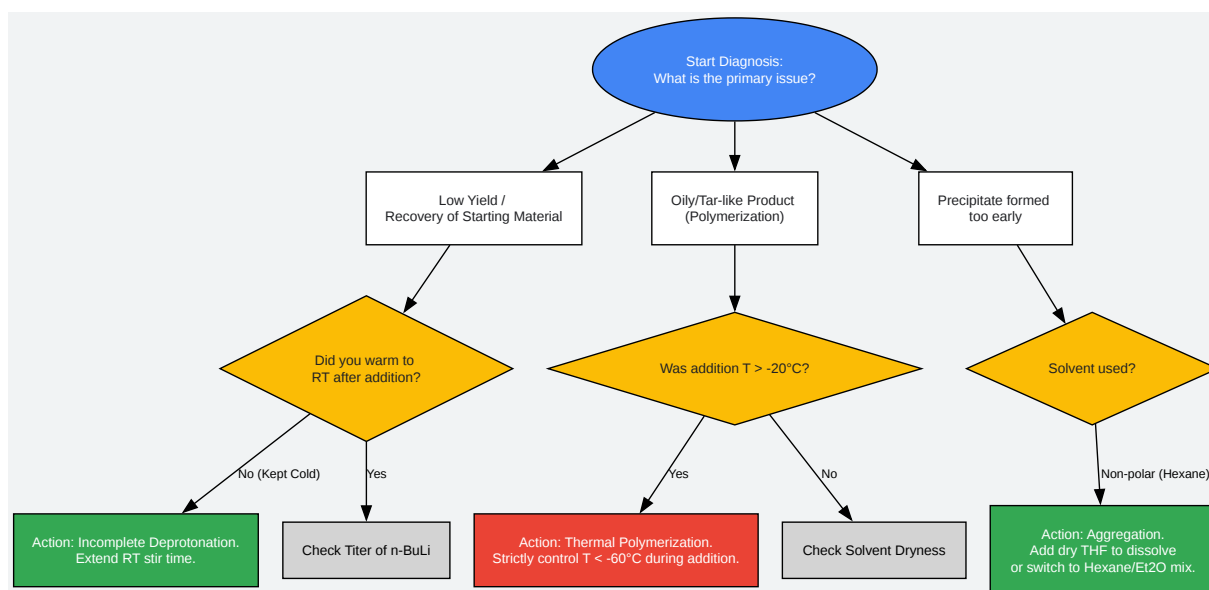 Start Diagnosis:
What is the primary issue?
Low Yield /
Recovery of Starting Material
Oily/Tar-like Product
(Polymerization)
Precipitate formed
too early
Did you warm to
RT after addition?
Was addition T > -20°C?
Solvent used?
No (Kept Cold)
Yes
Yes
No
Non-polar (Hexane)
Action: Incomplete Deprotonation.
Extend RT stir time.
Check Titer of n-BuLi
Action: Thermal Polymerization.
Strictly control T < -60°C during addition.
Check Solvent Dryness
Action: Aggregation.
Add dry THF to dissolve
or switch to Hexane/Et2O mix.